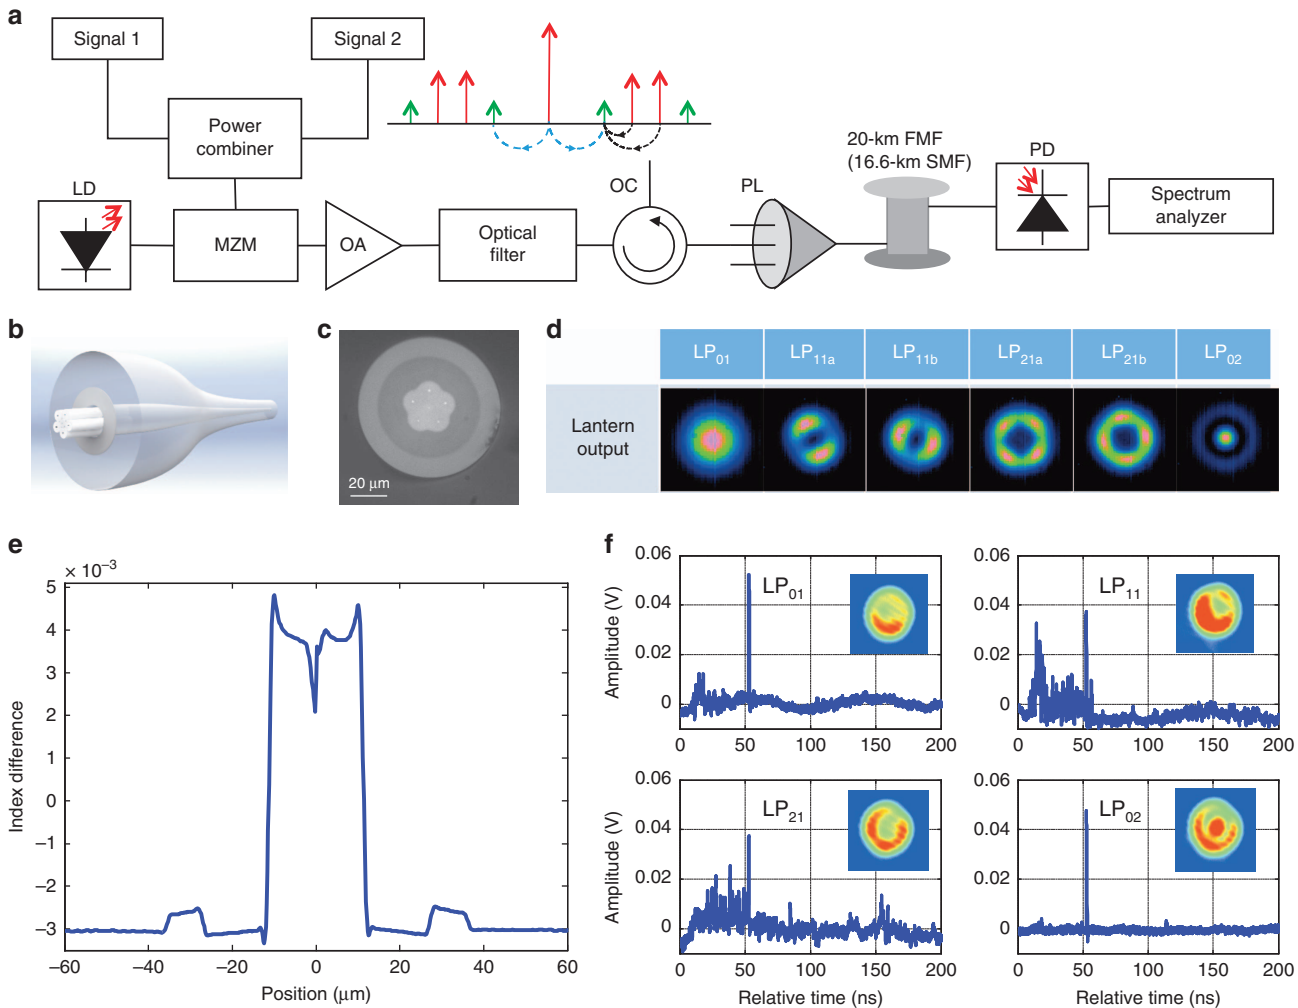 a
Signal 1
Signal 2
Power
combiner
LD
MZM
OA
Optical
filter
OC
PL
20-km FMF
(16.6-km SMF)
PD
Spectrum
analyzer
b
c
20 μm
d
LP01 LP11a LP11b LP21a LP21b LP02
Lantern
output
e
× 10−3
5
4
3
2
1
0
−1
−2
−3
Index difference
−60 −40 −20 0 20 40 60
Position (μm)
f
0.06
0.04
0.02
0
Amplitude (V)
LP01
0 50 100 150 200
0.06
0.04
0.02
0
LP11
0 50 100 150 200
0.06
0.04
0.02
0
Amplitude (V)
LP21
0 50 100 150 200
Relative time (ns)
0.06
0.04
0.02
0
LP02
0 50 100 150 200
Relative time (ns)